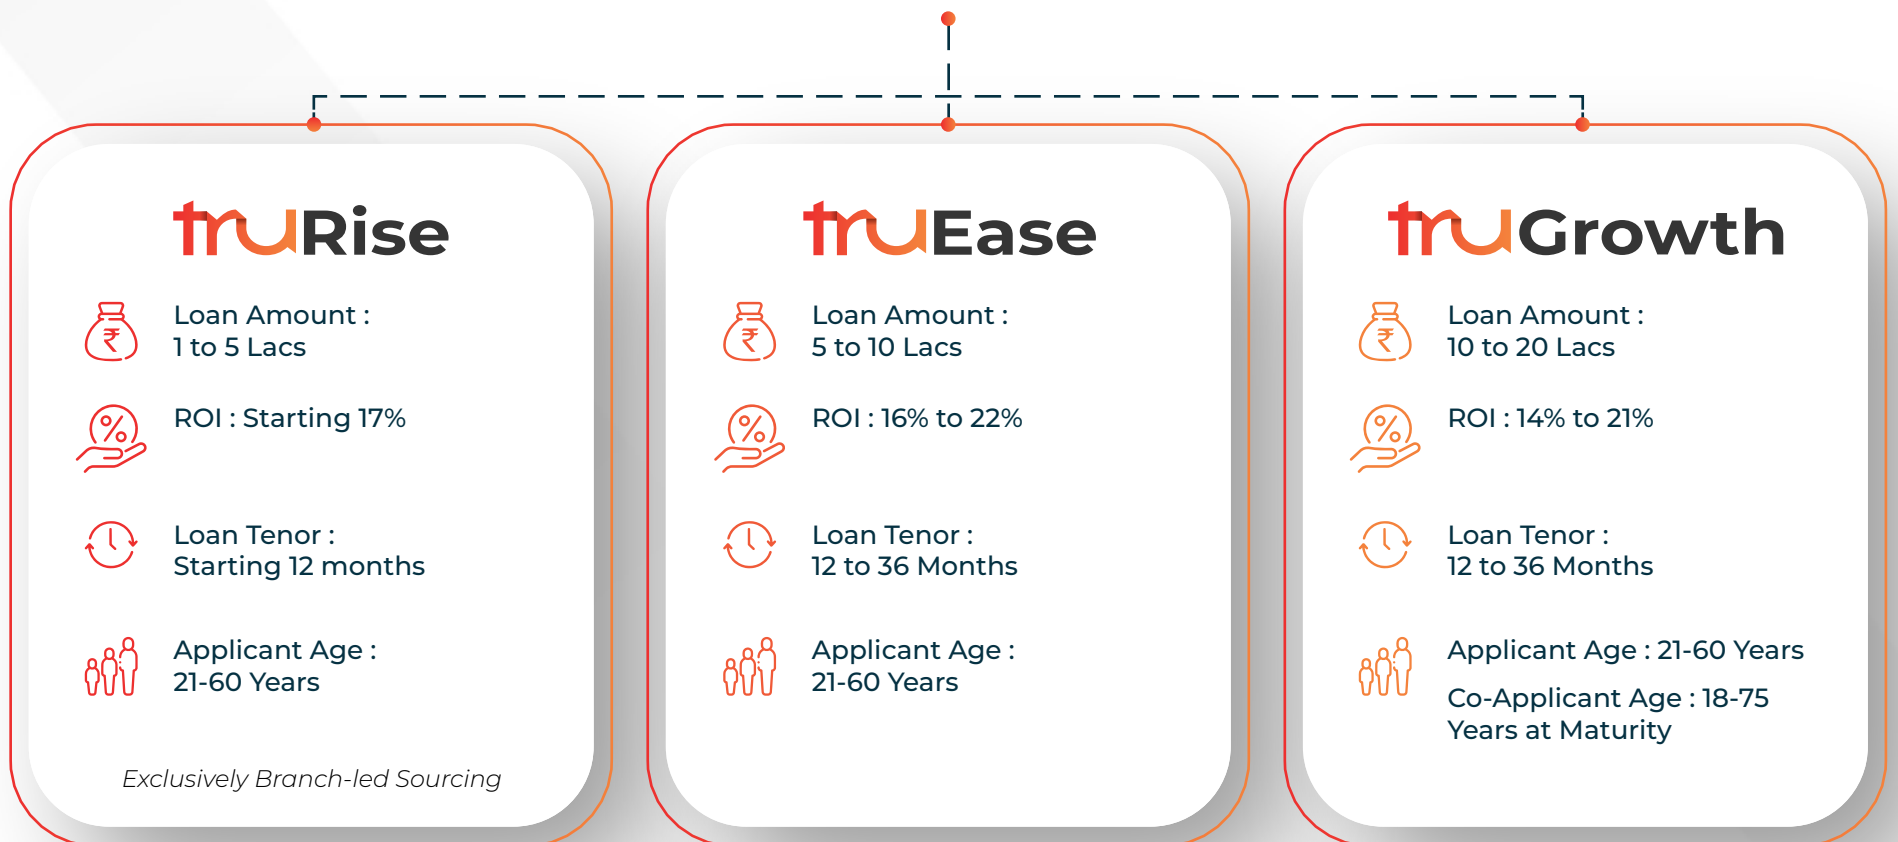 truRise
Loan Amount :
1 to 5 Lacs
ROI : Starting 17%
Loan Tenor :
Starting 12 months
Applicant Age :
21-60 Years
Exclusively Branch-led Sourcing
truEase
Loan Amount :
5 to 10 Lacs
ROI : 16% to 22%
Loan Tenor :
12 to 36 Months
Applicant Age :
21-60 Years
truGrowth
Loan Amount :
10 to 20 Lacs
ROI : 14% to 21%
Loan Tenor :
12 to 36 Months
Applicant Age : 21-60 Years
Co-Applicant Age : 18-75
Years at Maturity